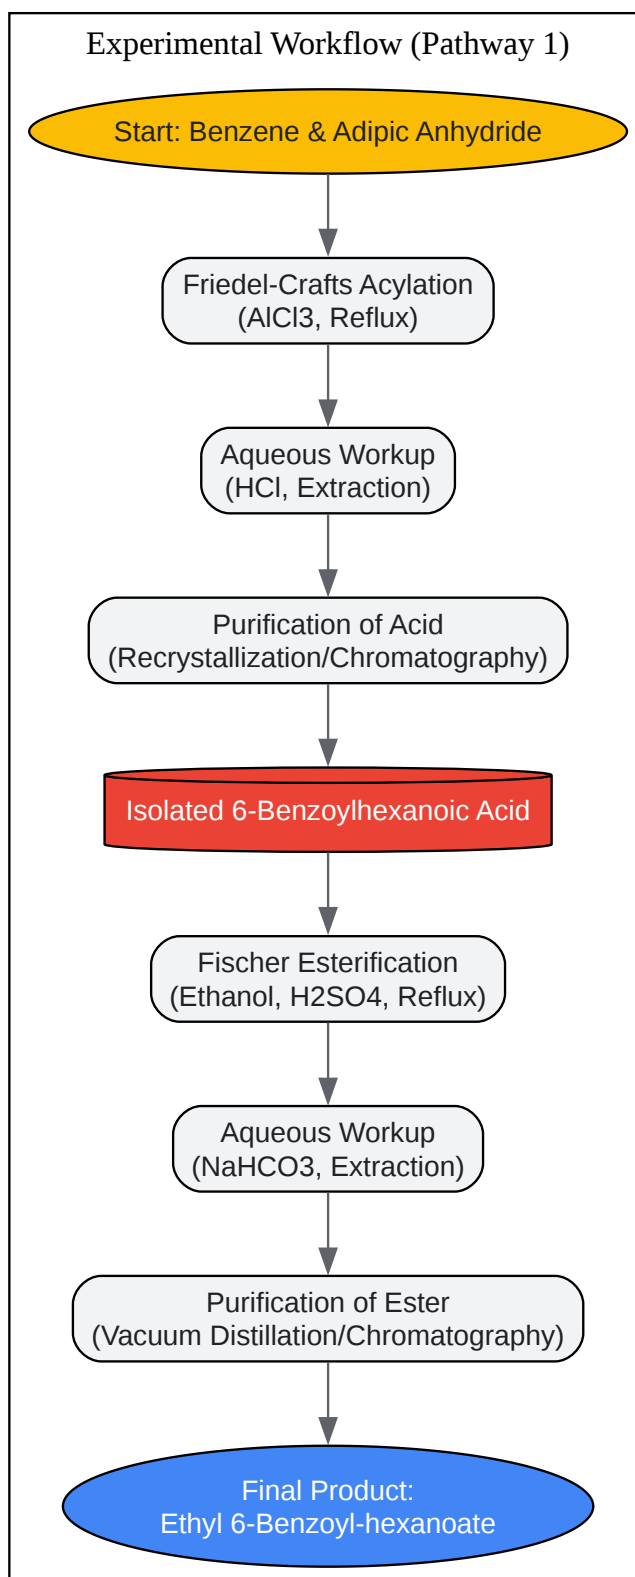 Experimental Workflow (Pathway 1)
Start: Benzene & Adipic Anhydride
Friedel-Crafts Acylation
(AlCl3, Reflux)
Aqueous Workup
(HCl, Extraction)
Purification of Acid
(Recrystallization/Chromatography)
Isolated 6-Benzoylhexanoic Acid
Fischer Esterification
(Ethanol, H2SO4, Reflux)
Aqueous Workup
(NaHCO3, Extraction)
Purification of Ester
(Vacuum Distillation/Chromatography)
Final Product:
Ethyl 6-Benzoyl-hexanoate